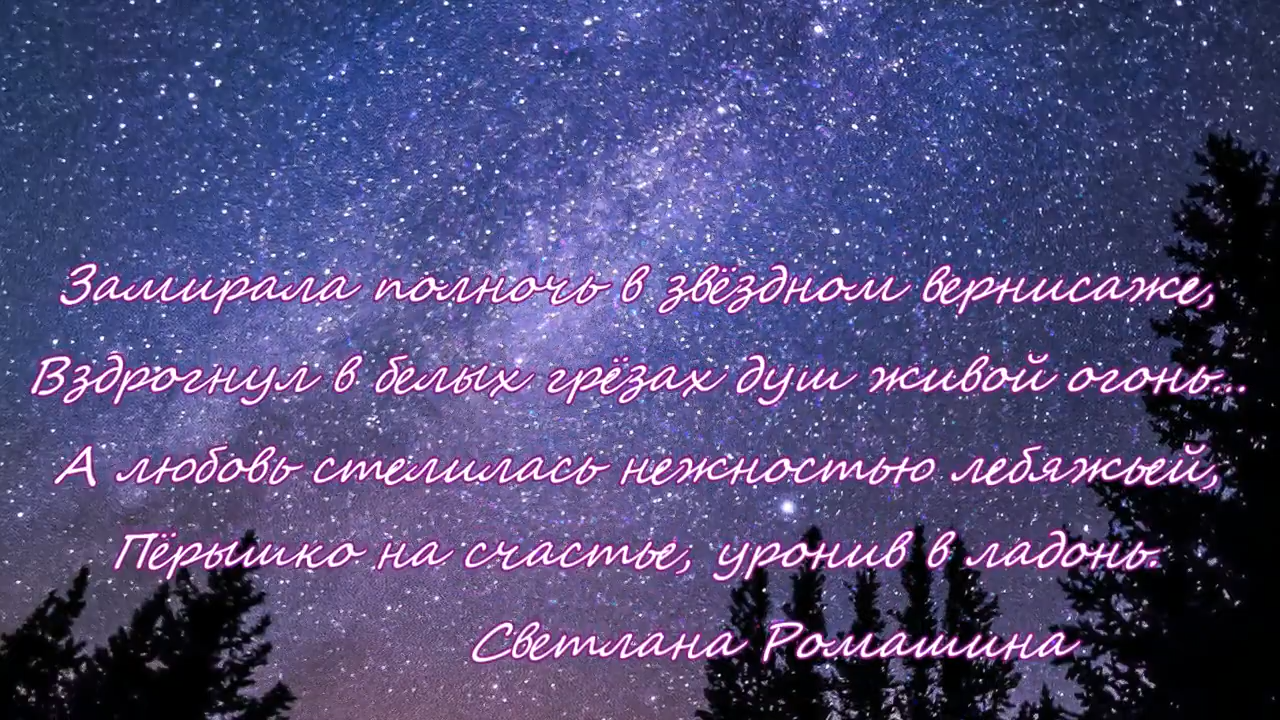 Замирала полночь в звёздном вернисаже,
Вздрогнул в белых грёзах душ живой огонь...
А любовь стелилась нежностью лебяжьей,
Пёрышко на счастье, уронив в ладонь.
Светлана Ромашина